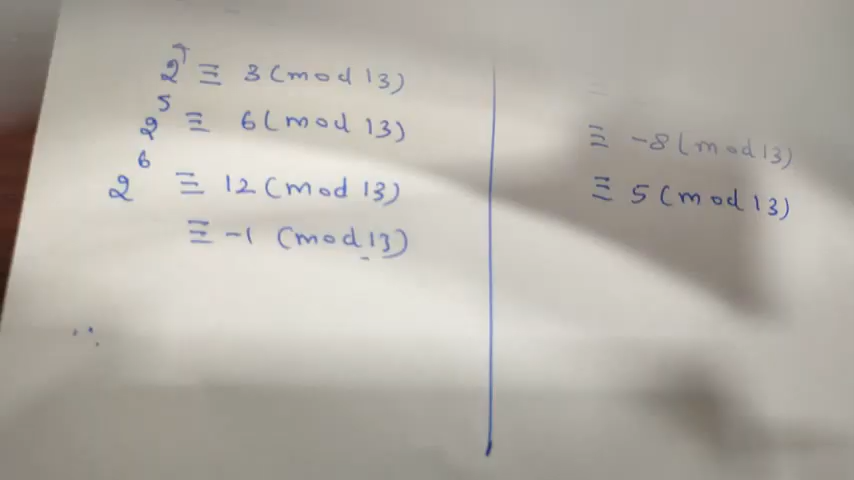 2⁴ ≡ 3 (mod 13)
2⁵ ≡ 6 (mod 13)
2⁶ ≡ 12 (mod 13)
≡ -1 (mod 13)
∴
≡ -8 (mod 13)
≡ 5 (mod 13)